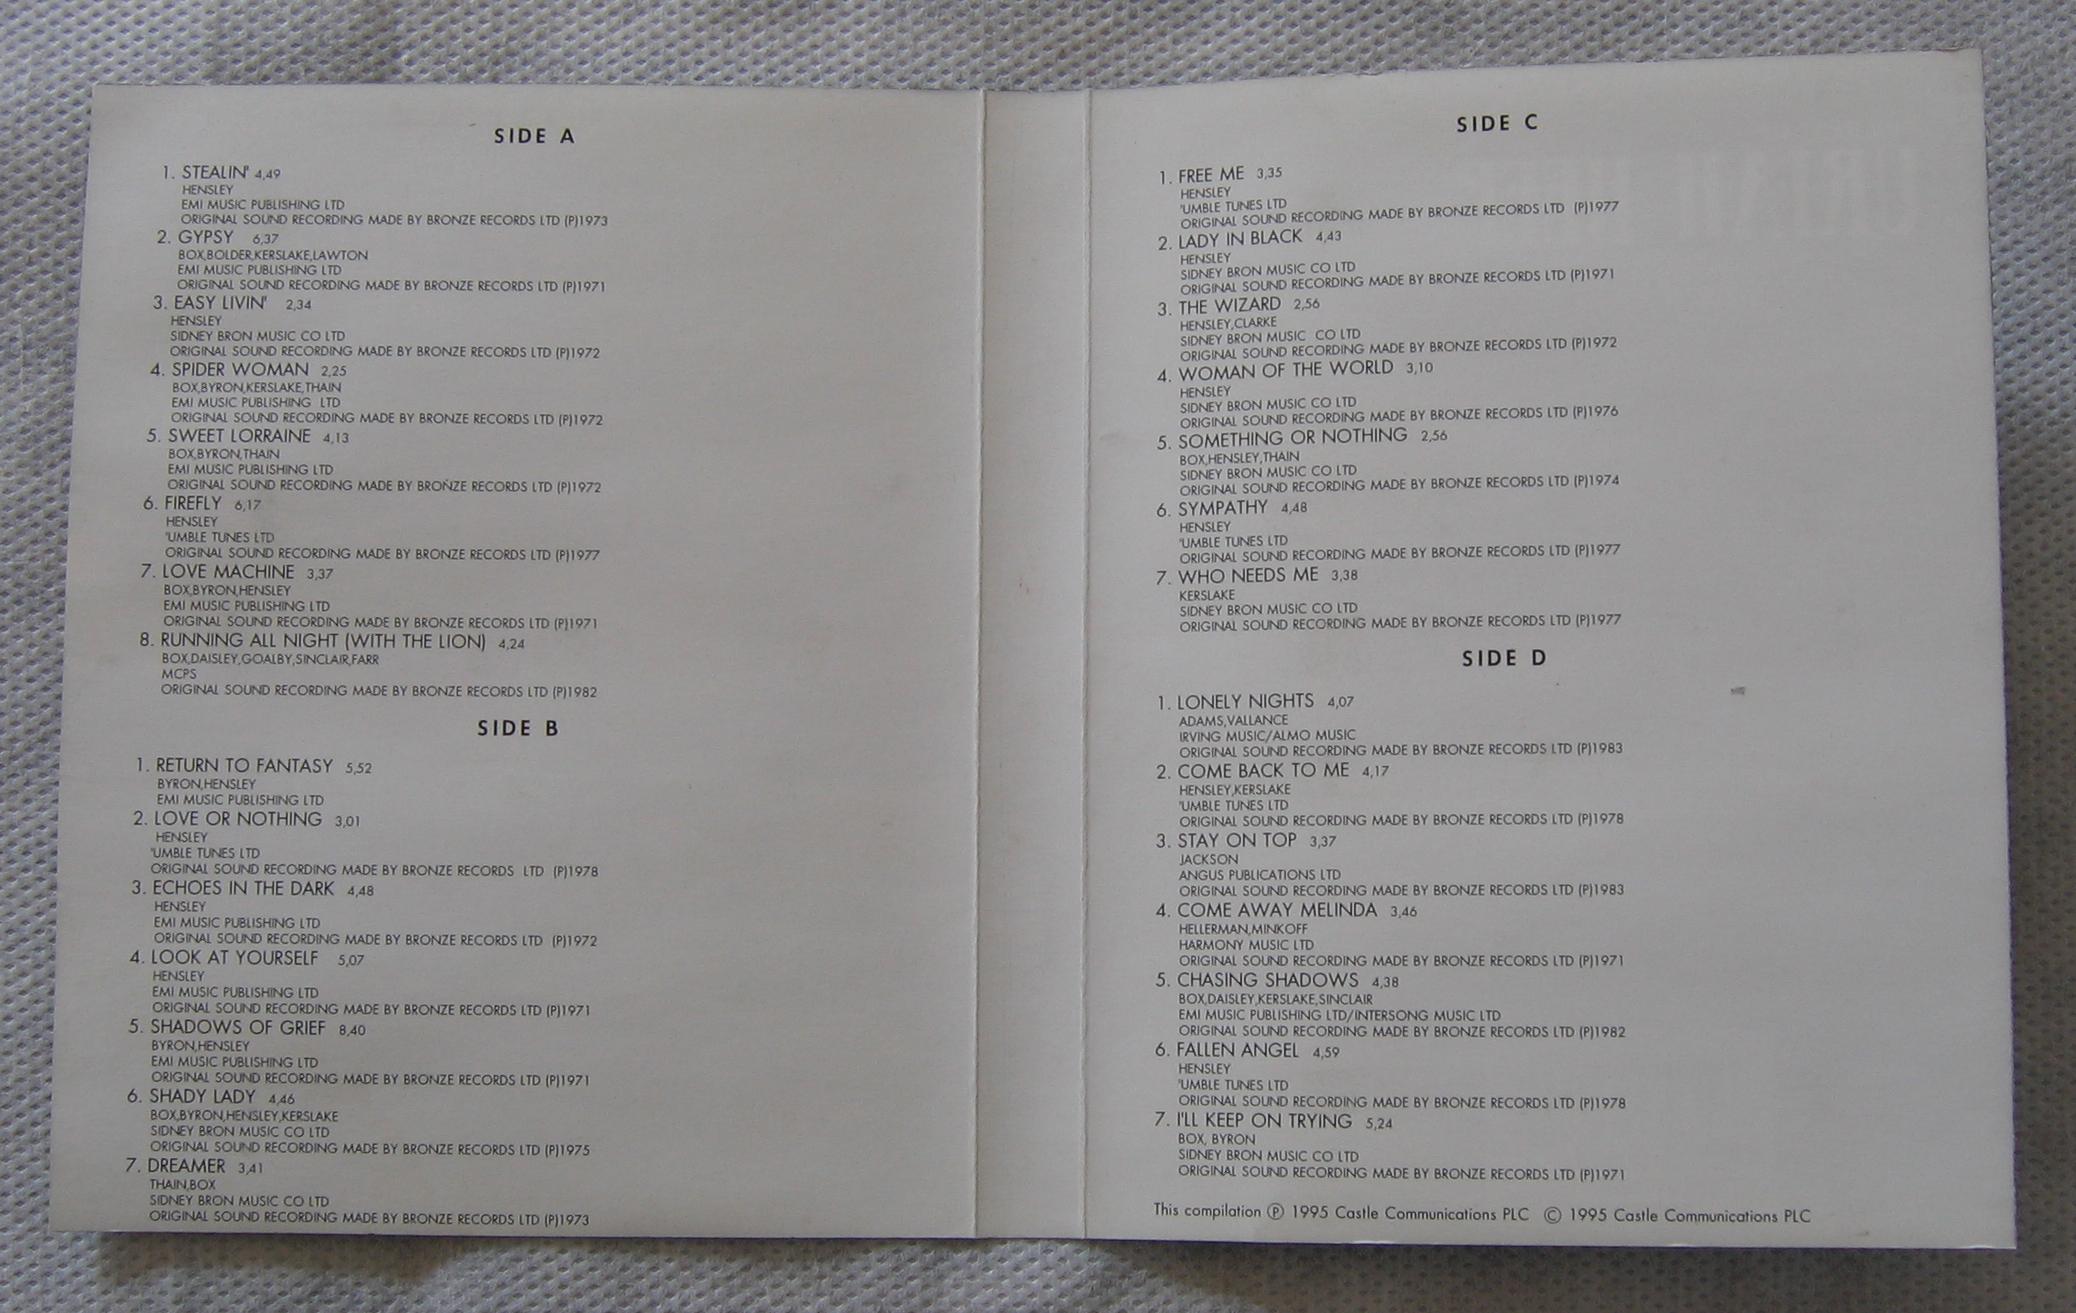 SIDE A
1. STEALIN' 4,49
HENSLEY
EMI MUSIC PUBLISHING LTD
ORIGINAL SOUND RECORDING MADE BY BRONZE RECORDS LTD (P)1973
2. GYPSY 6,37
BOX,BOLDER,KERSLAKE,LAWTON
EMI MUSIC PUBLISHING LTD
ORIGINAL SOUND RECORDING MADE BY BRONZE RECORDS LTD (P)1971
3. EASY LIVIN' 2,34
HENSLEY
SIDNEY BRON MUSIC CO LTD
ORIGINAL SOUND RECORDING MADE BY BRONZE RECORDS LTD (P)1972
4. SPIDER WOMAN 2,25
BOX,BYRON,KERSLAKE,THAIN
EMI MUSIC PUBLISHING LTD
ORIGINAL SOUND RECORDING MADE BY BRONZE RECORDS LTD (P)1972
5. SWEET LORRAINE 4,13
BOX,BYRON,THAIN
EMI MUSIC PUBLISHING LTD
ORIGINAL SOUND RECORDING MADE BY BRONZE RECORDS LTD (P)1972
6. FIREFLY 6,17
HENSLEY
'UMBLE TUNES LTD
ORIGINAL SOUND RECORDING MADE BY BRONZE RECORDS LTD (P)1977
7. LOVE MACHINE 3,37
BOX,BYRON,HENSLEY
EMI MUSIC PUBLISHING LTD
ORIGINAL SOUND RECORDING MADE BY BRONZE RECORDS LTD (P)1971
8. RUNNING ALL NIGHT (WITH THE LION) 4,24
BOX,DAISLEY,GOALBY,SINCLAIR,FARR
MCPS
ORIGINAL SOUND RECORDING MADE BY BRONZE RECORDS LTD (P)1982
SIDE B
1. RETURN TO FANTASY 5,52
BYRON,HENSLEY
EMI MUSIC PUBLISHING LTD
2. LOVE OR NOTHING 3,01
HENSLEY
'UMBLE TUNES LTD
ORIGINAL SOUND RECORDING MADE BY BRONZE RECORDS LTD (P)1978
3. ECHOES IN THE DARK 4,48
HENSLEY
EMI MUSIC PUBLISHING LTD
ORIGINAL SOUND RECORDING MADE BY BRONZE RECORDS LTD (P)1972
4. LOOK AT YOURSELF 5,07
HENSLEY
EMI MUSIC PUBLISHING LTD
ORIGINAL SOUND RECORDING MADE BY BRONZE RECORDS LTD (P)1971
5. SHADOWS OF GRIEF 8,40
BYRON,HENSLEY
EMI MUSIC PUBLISHING LTD
ORIGINAL SOUND RECORDING MADE BY BRONZE RECORDS LTD (P)1971
6. SHADY LADY 4,46
BOX,BYRON,HENSLEY,KERSLAKE
SIDNEY BRON MUSIC CO LTD
ORIGINAL SOUND RECORDING MADE BY BRONZE RECORDS LTD (P)1975
7. DREAMER 3,41
THAIN,BOX
SIDNEY BRON MUSIC CO LTD
ORIGINAL SOUND RECORDING MADE BY BRONZE RECORDS LTD (P)1973
SIDE C
1. FREE ME 3,35
HENSLEY
'UMBLE TUNES LTD
ORIGINAL SOUND RECORDING MADE BY BRONZE RECORDS LTD (P)1977
2. LADY IN BLACK 4,43
HENSLEY
SIDNEY BRON MUSIC CO LTD
ORIGINAL SOUND RECORDING MADE BY BRONZE RECORDS LTD (P)1971
3. THE WIZARD 2,56
HENSLEY,CLARKE
SIDNEY BRON MUSIC CO LTD
ORIGINAL SOUND RECORDING MADE BY BRONZE RECORDS LTD (P)1972
4. WOMAN OF THE WORLD 3,10
HENSLEY
SIDNEY BRON MUSIC CO LTD
ORIGINAL SOUND RECORDING MADE BY BRONZE RECORDS LTD (P)1976
5. SOMETHING OR NOTHING 2,56
BOX,HENSLEY,THAIN
SIDNEY BRON MUSIC CO LTD
ORIGINAL SOUND RECORDING MADE BY BRONZE RECORDS LTD (P)1974
6. SYMPATHY 4,48
HENSLEY
'UMBLE TUNES LTD
ORIGINAL SOUND RECORDING MADE BY BRONZE RECORDS LTD (P)1977
7. WHO NEEDS ME 3,38
KERSLAKE
SIDNEY BRON MUSIC CO LTD
ORIGINAL SOUND RECORDING MADE BY BRONZE RECORDS LTD (P)1977
SIDE D
1. LONELY NIGHTS 4,07
ADAMS,VALLANCE
IRVING MUSIC/ALMO MUSIC
ORIGINAL SOUND RECORDING MADE BY BRONZE RECORDS LTD (P)1983
2. COME BACK TO ME 4,17
HENSLEY,KERSLAKE
'UMBLE TUNES LTD
ORIGINAL SOUND RECORDING MADE BY BRONZE RECORDS LTD (P)1978
3. STAY ON TOP 3,37
JACKSON
ANGUS PUBLICATIONS LTD
ORIGINAL SOUND RECORDING MADE BY BRONZE RECORDS LTD (P)1983
4. COME AWAY MELINDA 3,46
HELLERMAN,MINKOFF
HARMONY MUSIC LTD
ORIGINAL SOUND RECORDING MADE BY BRONZE RECORDS LTD (P)1971
5. CHASING SHADOWS 4,38
BOX,DAISLEY,KERSLAKE,SINCLAIR
EMI MUSIC PUBLISHING LTD/INTERSONG MUSIC LTD
ORIGINAL SOUND RECORDING MADE BY BRONZE RECORDS LTD (P)1982
6. FALLEN ANGEL 4,59
HENSLEY
'UMBLE TUNES LTD
ORIGINAL SOUND RECORDING MADE BY BRONZE RECORDS LTD (P)1978
7. I'LL KEEP ON TRYING 5,24
BOX, BYRON
SIDNEY BRON MUSIC CO LTD
ORIGINAL SOUND RECORDING MADE BY BRONZE RECORDS LTD (P)1971
This compilation ℗ 1995 Castle Communications PLC © 1995 Castle Communications PLC